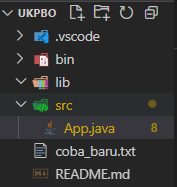 UKPBO
.vscode
bin
lib
src
App.java 8
coba_baru.txt
README.md